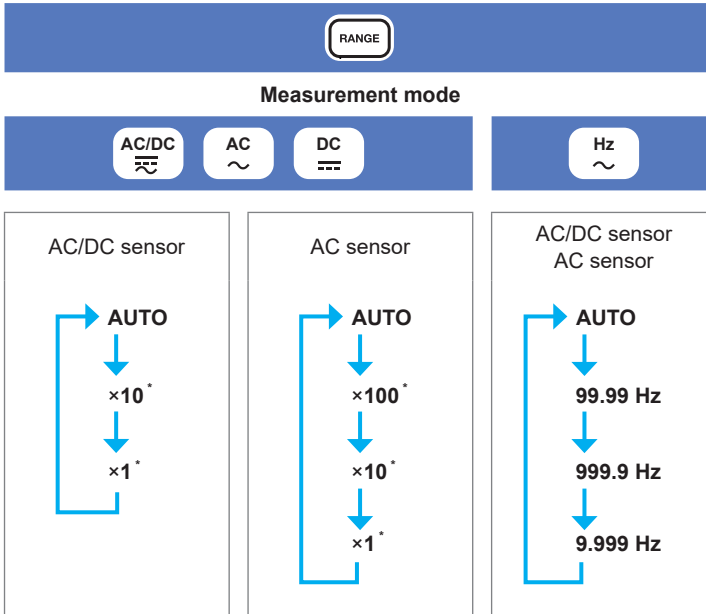 RANGE
Measurement mode
AC/DC
AC
DC
Hz
AC/DC sensor
AUTO
×10*
×1*
AC sensor
AUTO
×100*
×10*
×1*
AC/DC sensor
AC sensor
AUTO
99.99 Hz
999.9 Hz
9.999 Hz